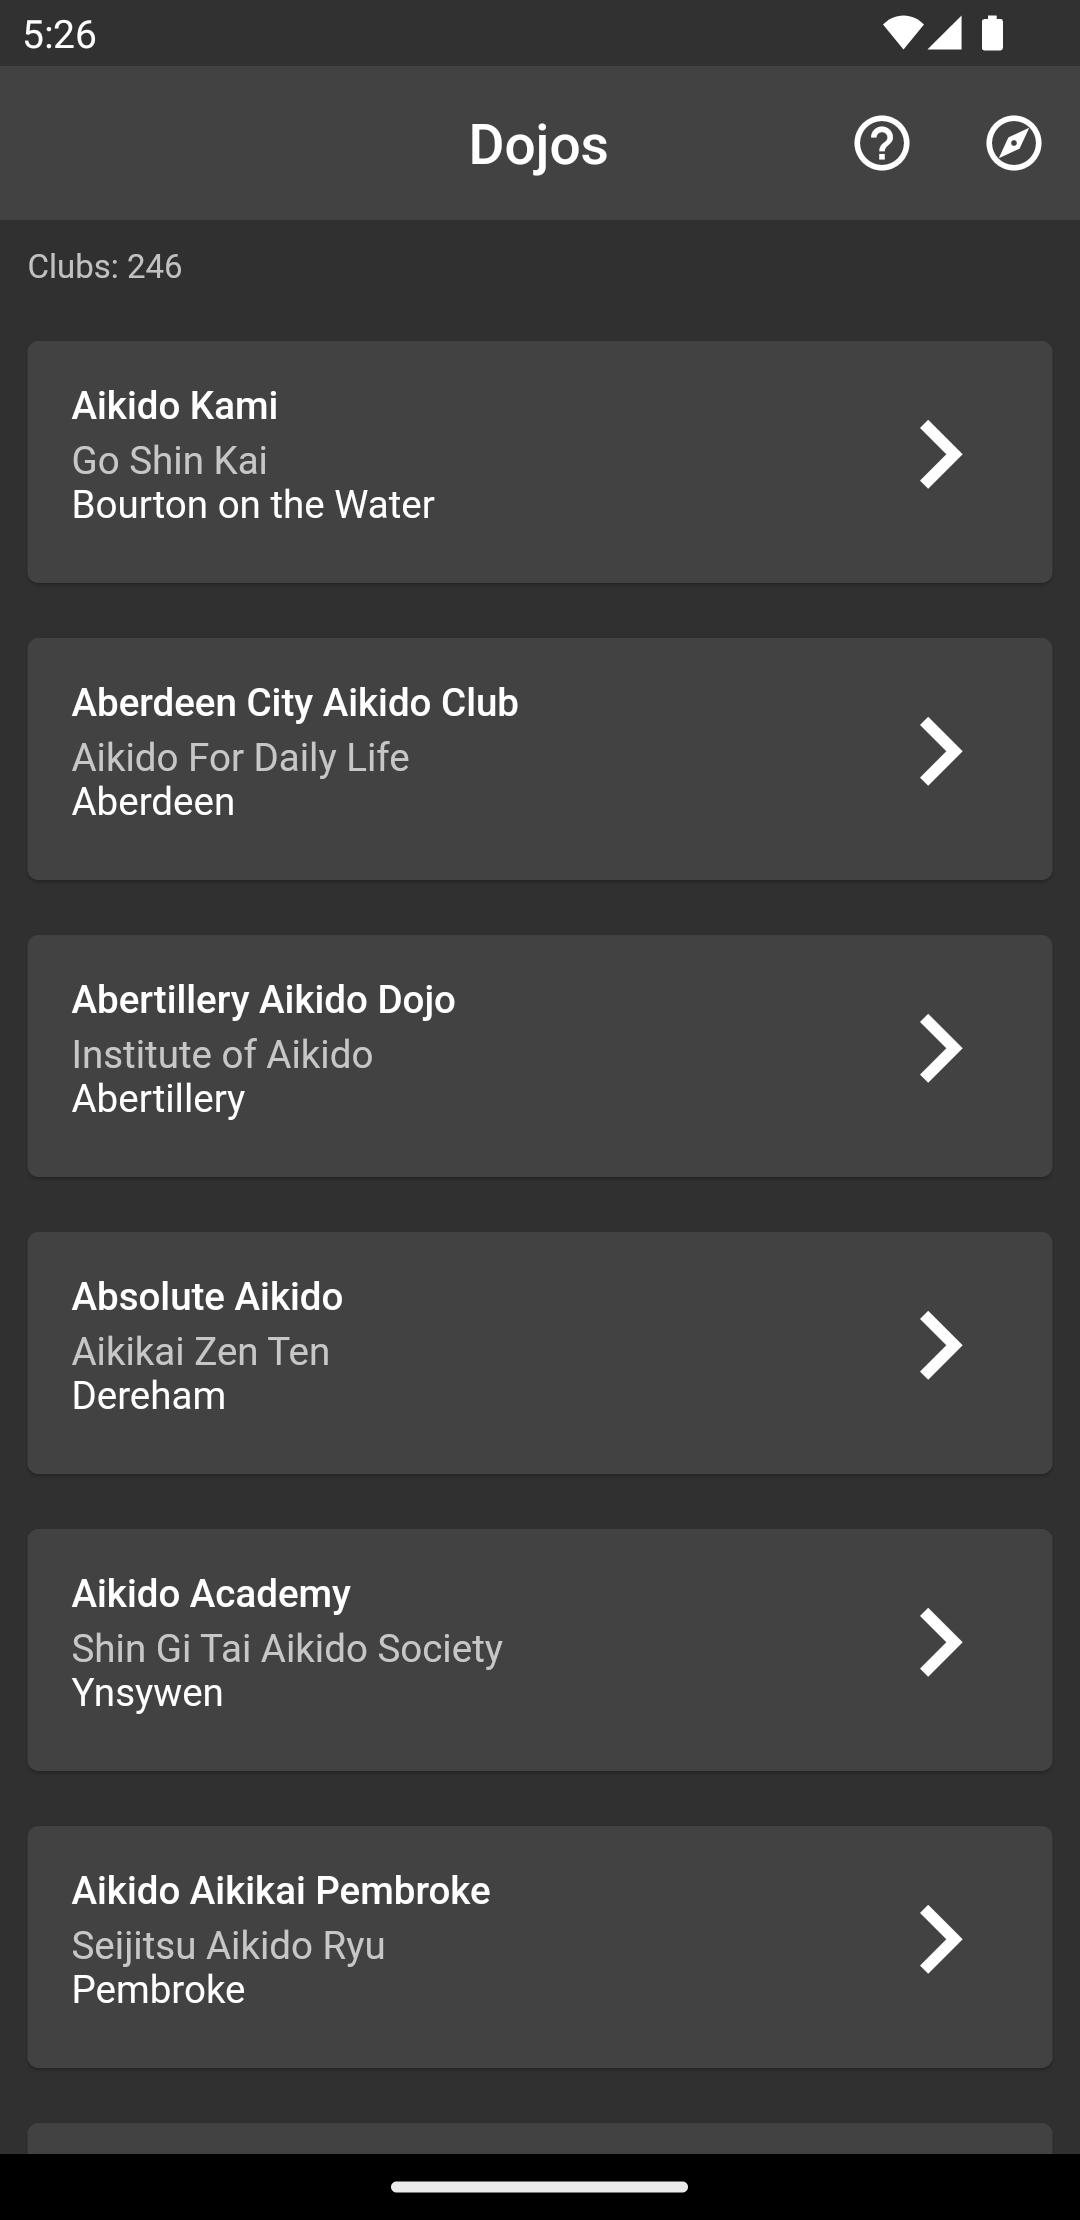 5:26
Dojos
Clubs: 246
Aikido Kami
Go Shin Kai
Bourton on the Water
Aberdeen City Aikido Club
Aikido For Daily Life
Aberdeen
Abertillery Aikido Dojo
Institute of Aikido
Abertillery
Absolute Aikido
Aikikai Zen Ten
Dereham
Aikido Academy
Shin Gi Tai Aikido Society
Ynsywen
Aikido Aikikai Pembroke
Seijitsu Aikido Ryu
Pembroke